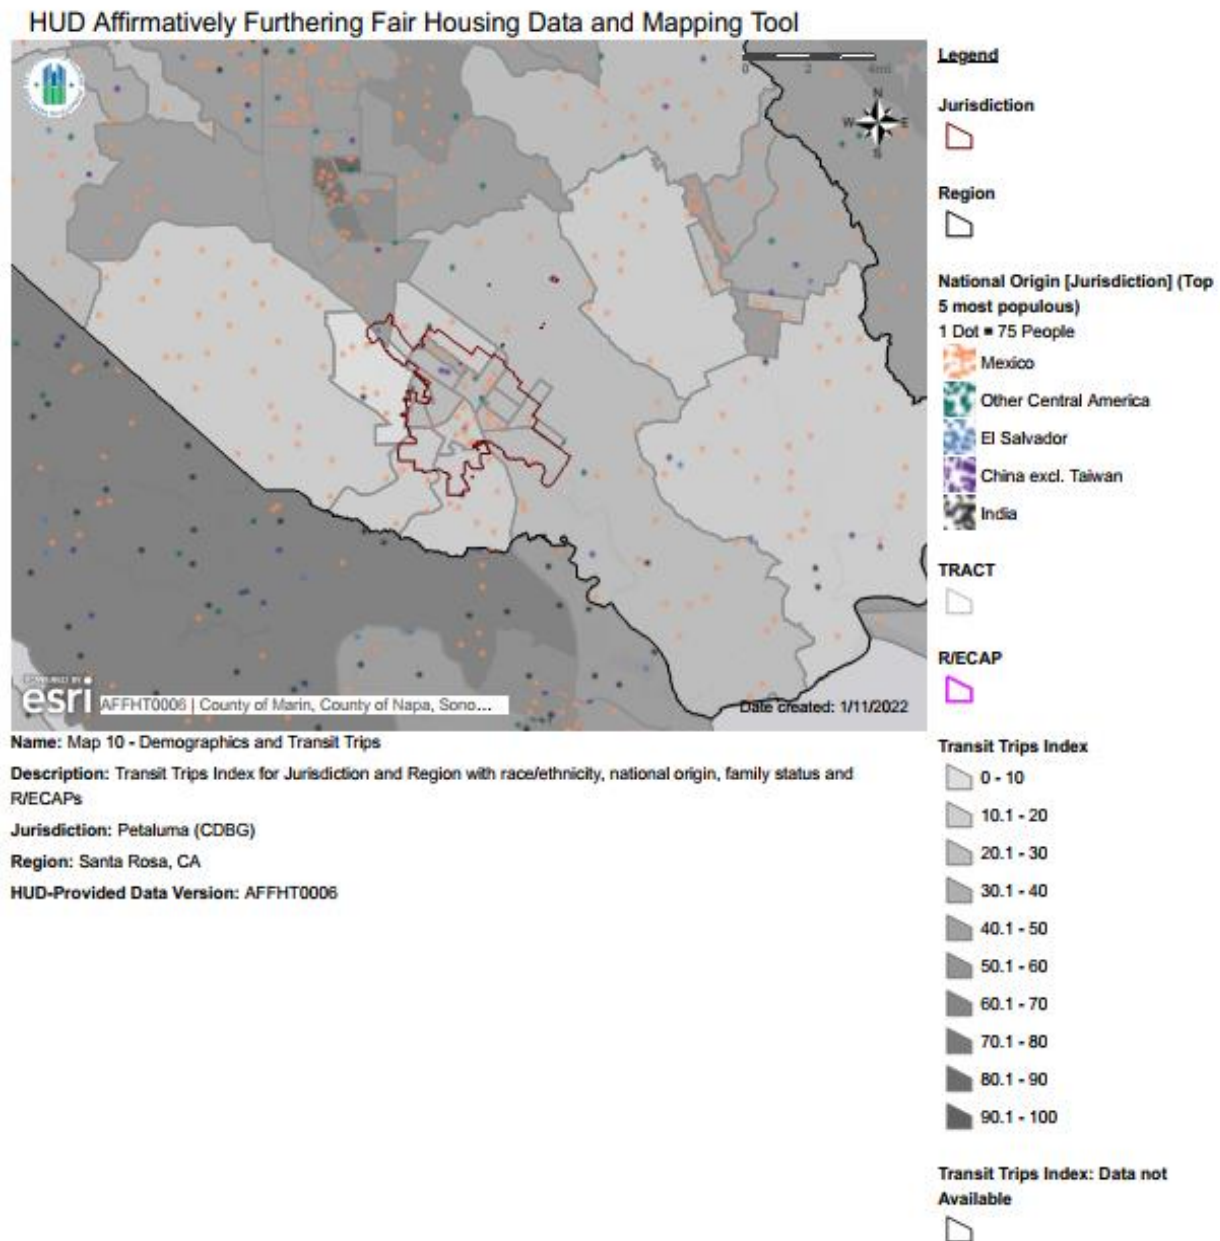 HUD Affirmatively Furthering Fair Housing Data and Mapping Tool
0 2 4mi
N
W E
S
POWERED BY
esri
AFFHT0006 | County of Marin, County of Napa, Sono...
Date created: 1/11/2022
Name: Map 10 - Demographics and Transit Trips
Description: Transit Trips Index for Jurisdiction and Region with race/ethnicity, national origin, family status and
R/ECAPs
Jurisdiction: Petaluma (CDBG)
Region: Santa Rosa, CA
HUD-Provided Data Version: AFFHT0006
Legend
Jurisdiction
Region
National Origin [Jurisdiction] (Top
5 most populous)
1 Dot = 75 People
Mexico
Other Central America
El Salvador
China excl. Taiwan
India
TRACT
R/ECAP
Transit Trips Index
0 - 10
10.1 - 20
20.1 - 30
30.1 - 40
40.1 - 50
50.1 - 60
60.1 - 70
70.1 - 80
80.1 - 90
90.1 - 100
Transit Trips Index: Data not
Available